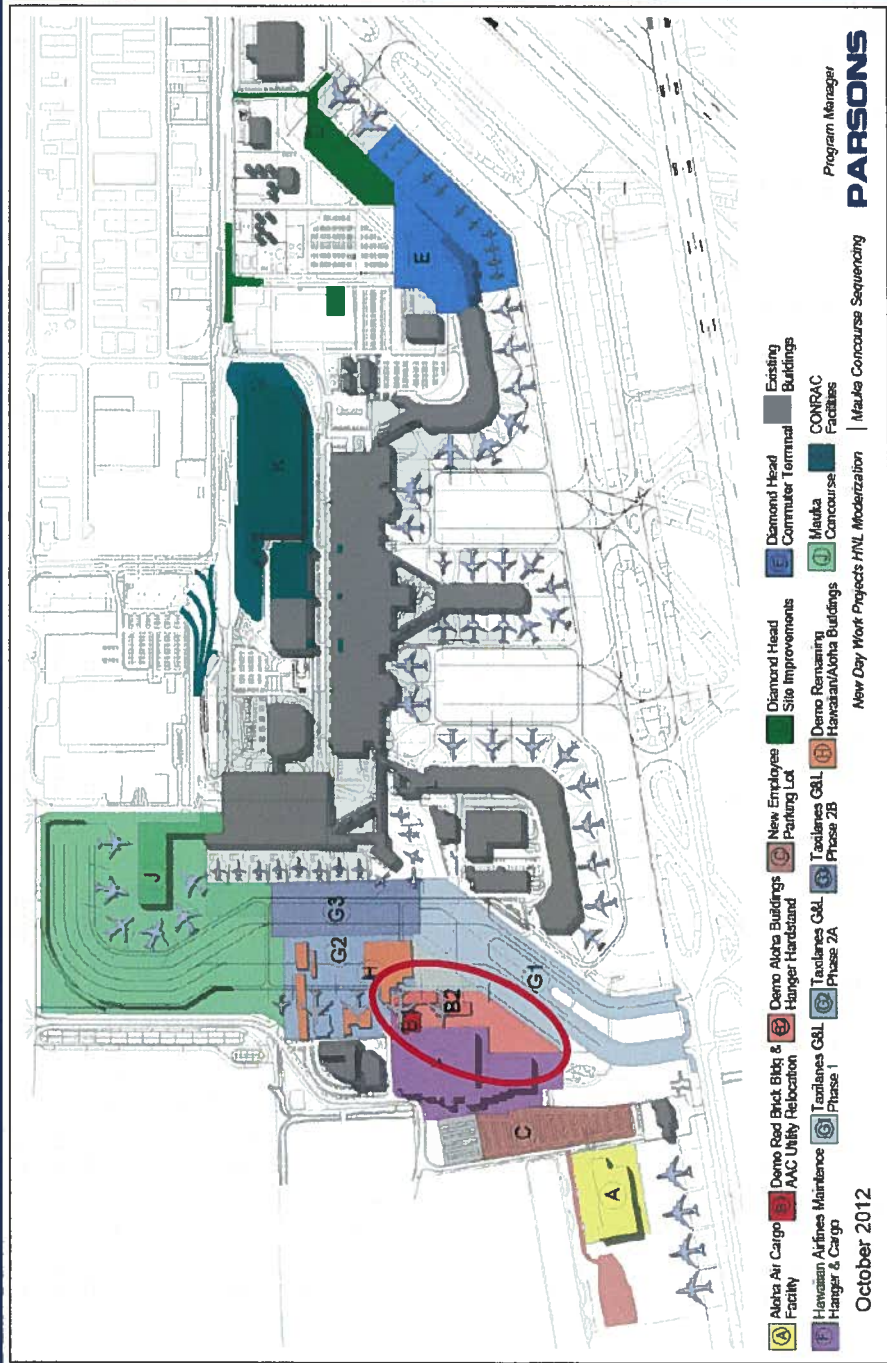 J
K
G3
G2
H
E
B2
G1
C
A
A Aloha Air Cargo
Facility
Demo Red Brick Bldg &
AAC Utility Relocation
Demo Aloha Buildings
Hanger Hardstand
C New Employee
Parking Lot
Diamond Head
Site Improvements
E Diamond Head
Commuter Terminal
Existing
Buildings
F Hawaiian Airlines Maintence
Hanger & Cargo
G1 Taxilanes G&L
Phase 1
G2 Taxilanes G&L
Phase 2A
Taxilanes G&L
Phase 2B
H Demo Remaining
Hawaiian/Aloha Buildings
J Mauka
Concourse
CONRAC
Facilities
October 2012
New Day Work Projects HNL Moderization | Mauka Concourse Sequencing
Program Manager
PARSONS